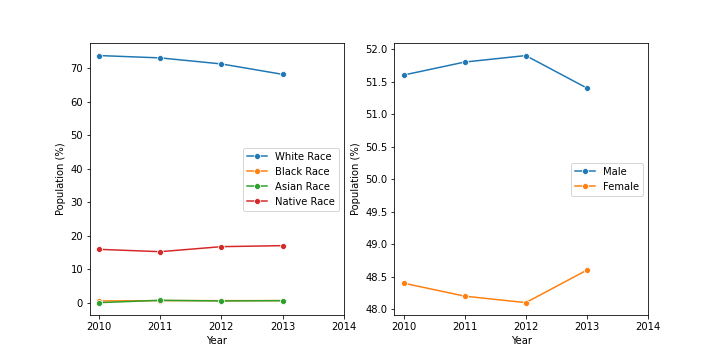 Population (%)
70
60
50
40
30
20
10
0
2010 2011 2012 2013 2014
Year
White Race
Black Race
Asian Race
Native Race
Population (%)
52.0
51.5
51.0
50.5
50.0
49.5
49.0
48.5
48.0
2010 2011 2012 2013 2014
Year
Male
Female